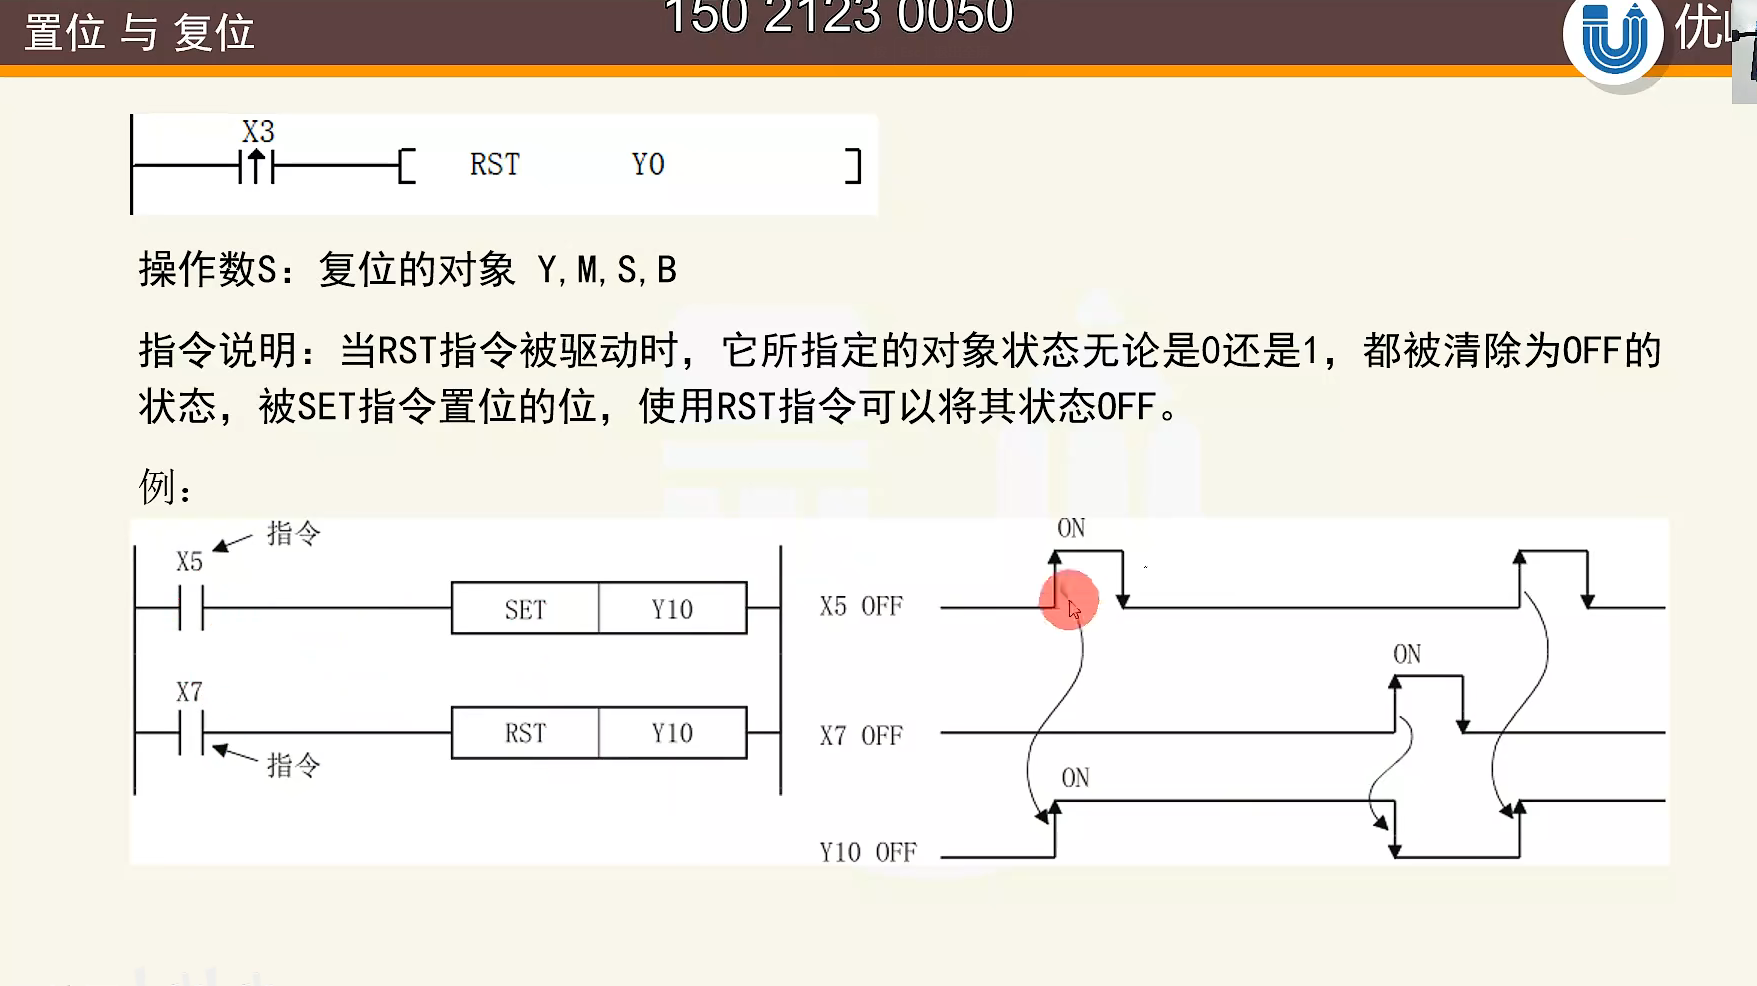 150 2123 0050
置位 与 复位
优
X3
RST Y0
操作数S：复位的对象 Y,M,S,B
指令说明：当RST指令被驱动时，它所指定的对象状态无论是0还是1，都被清除为OFF的
状态，被SET指令置位的位，使用RST指令可以将其状态OFF。
例：
指令
X5
SET Y10
X7
RST Y10
指令
ON
X5 OFF
ON
X7 OFF
ON
Y10 OFF